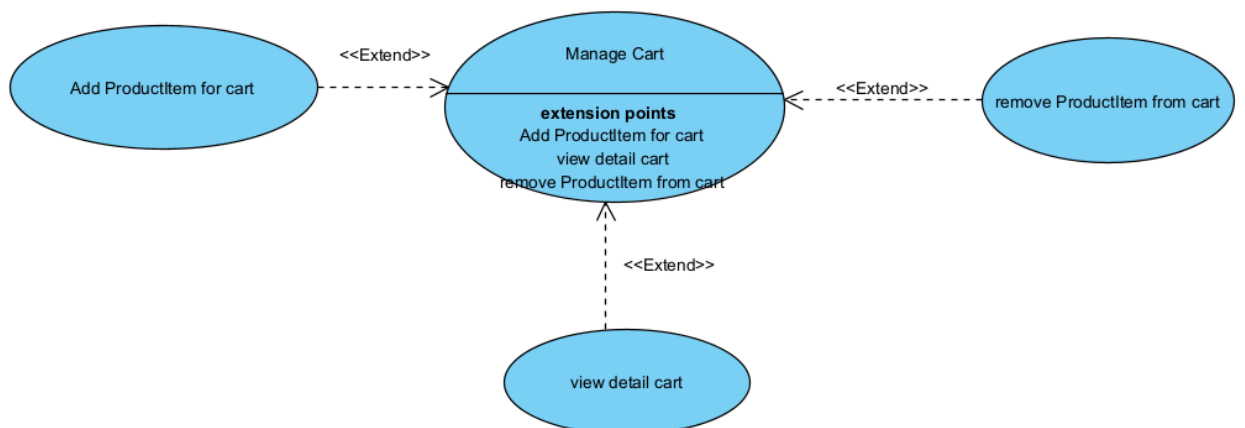 <<Extend>>
Manage Cart
Add ProductItem for cart
<<Extend>>
extension points
remove ProductItem from cart
Add ProductItem for cart
view detail cart
remove ProductItem from cart
<<Extend>>
view detail cart